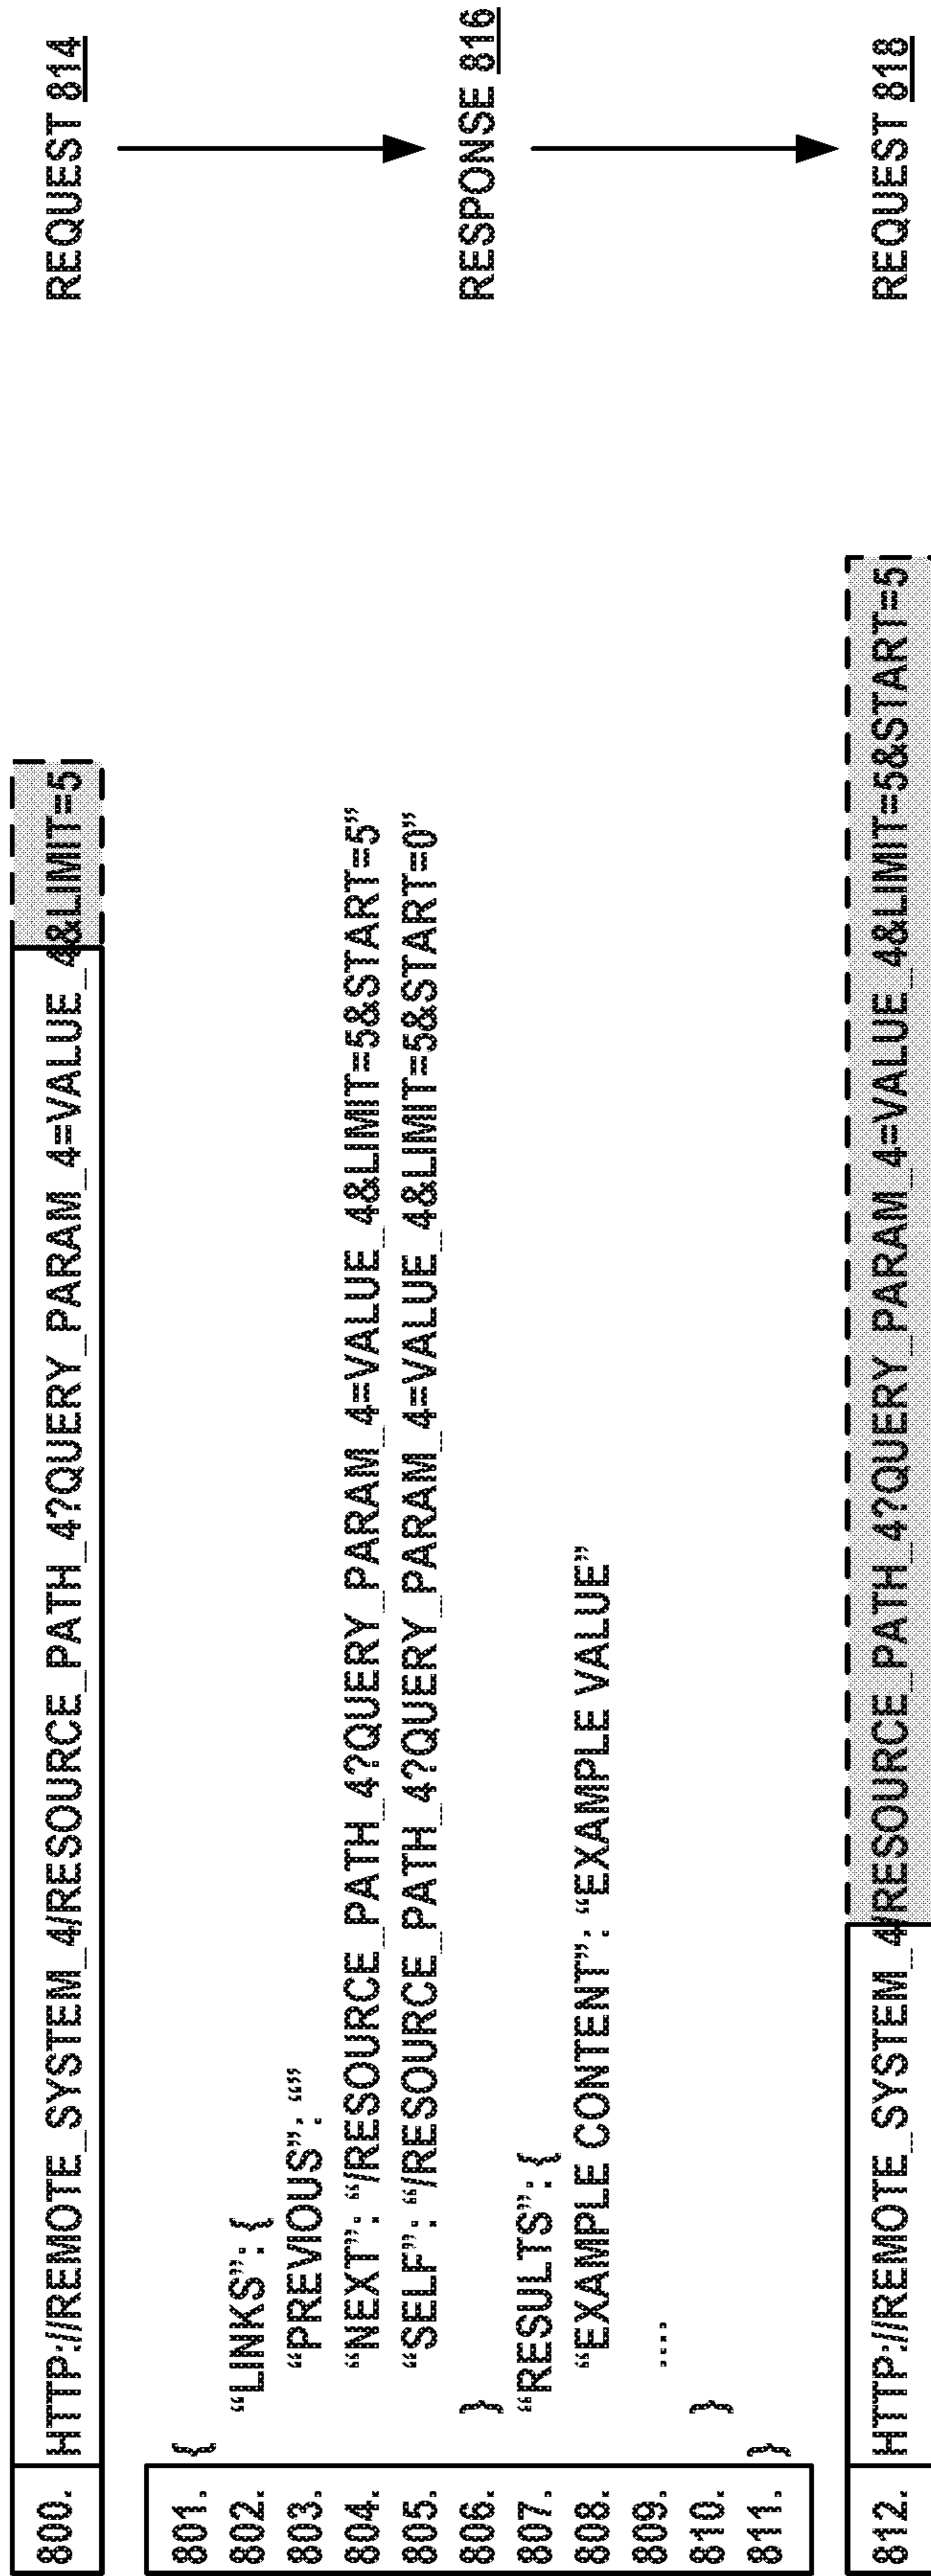 800. HTTP://REMOTE_SYSTEM_4/RESOURCE_PATH_4?QUERY_PARAM_4=VALUE_4&LIMIT=5
REQUEST 814
801. {
802. “LINKS”: {
803. “PREVIOUS”: “”
804. “NEXT”: “/RESOURCE_PATH_4?QUERY_PARAM_4=VALUE_4&LIMIT=5&START=5”
805. “SELF”: “/RESOURCE_PATH_4?QUERY_PARAM_4=VALUE_4&LIMIT=5&START=0”
806. }
807. “RESULTS”: {
808. “EXAMPLE CONTENT”: “EXAMPLE VALUE”
809. ....
810. }
811. }
RESPONSE 816
812. HTTP://REMOTE_SYSTEM_4/RESOURCE_PATH_4?QUERY_PARAM_4=VALUE_4&LIMIT=5&START=5
REQUEST 818